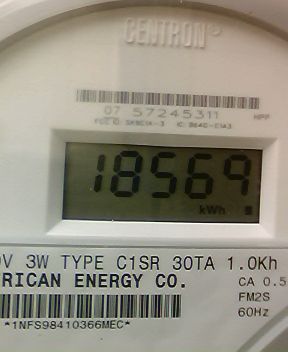 CENTRON®
07 57245311
HPP
18569
kWh
V 3W TYPE C1SR 30TA 1.0Kh
RICAN ENERGY CO.
CA 0.5
FM2S
60Hz
*1NFS98410366MEC*